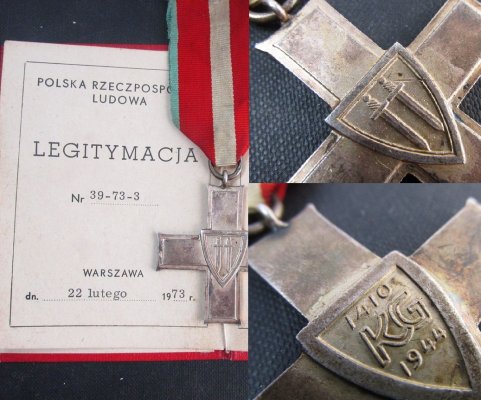 POLSKA RZECZPOSPO
LUDOWA
LEGITYMACJA
Nr 39-73-3
WARSZAWA
dn. 22 lutego 1973 r.
1410
KG
1944